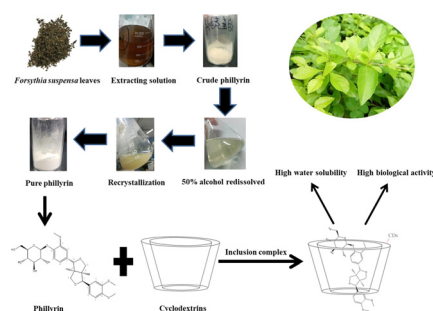 Forsythia suspensa leaves
Extracting solution
Crude phillyrin
Pure phillyrin
Recrystallization
50% alcohol redissolved
High water solubility
High biological activity
Inclusion complex
CDs
Phillyrin
Cyclodextrins